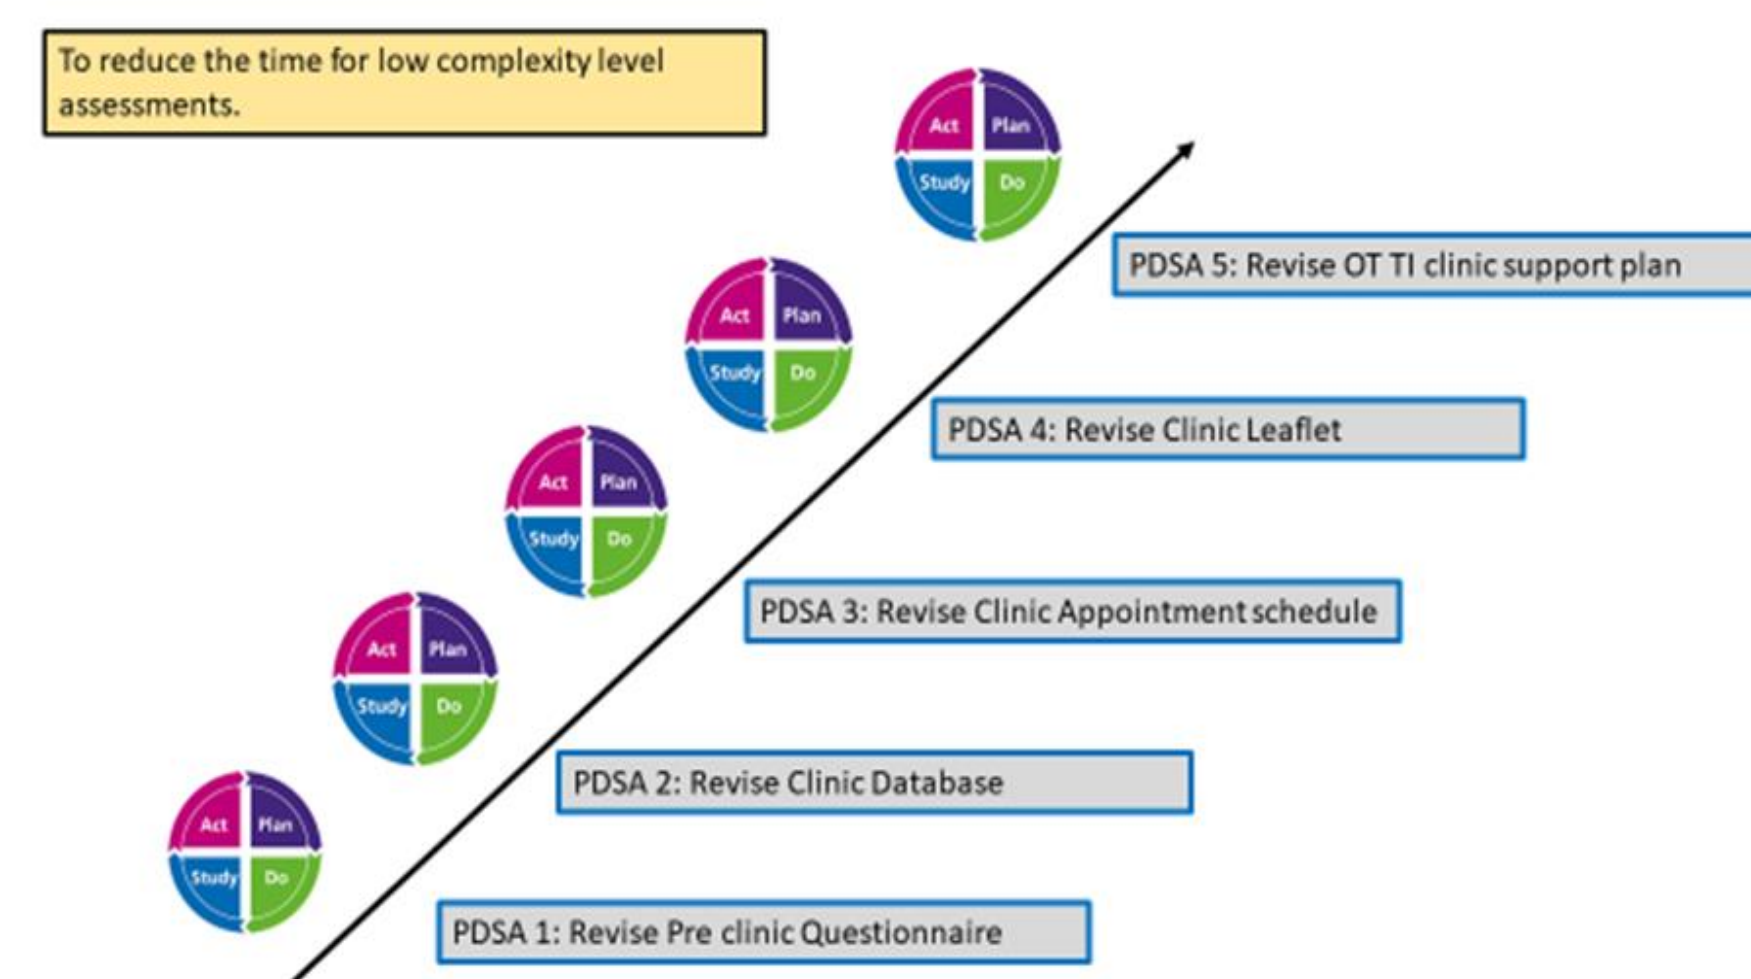 To reduce the time for low complexity level
assessments.
Act Plan
Study Do
PDSA 5: Revise OT TI clinic support plan
Act Plan
Study Do
PDSA 4: Revise Clinic Leaflet
Act Plan
Study Do
PDSA 3: Revise Clinic Appointment schedule
Act Plan
Study Do
PDSA 2: Revise Clinic Database
Act Plan
Study Do
PDSA 1: Revise Pre clinic Questionnaire